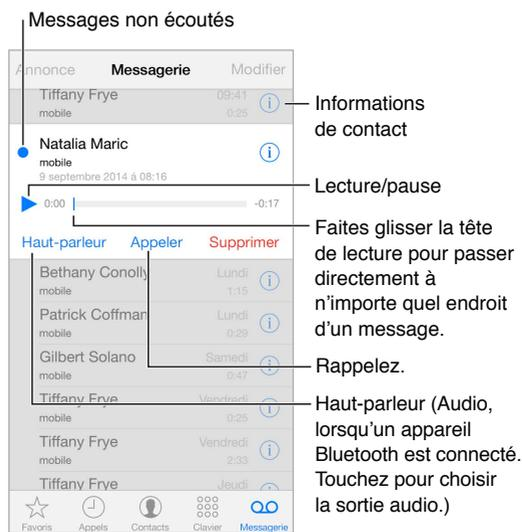 Messages non écoutés
Annonce Messagerie Modifier
Tiffany Frye 09:41
mobile 0:25
Informations
de contact
Natalia Maric
mobile
9 septembre 2014 à 08:16
Lecture/pause
0:00 -0:17
Faites glisser la tête
de lecture pour passer
directement à
n'importe quel endroit
d'un message.
Haut-parleur Appeler Supprimer
Bethany Conolly Lundi
mobile 1:15
Patrick Coffman Lundi
mobile 0:29
Gilbert Solano Samedi
mobile 0:47
Rappelez.
Tiffany Frye Vendredi
mobile 0:25
Haut-parleur (Audio,
lorsqu'un appareil
Bluetooth est connecté.
Touchez pour choisir
la sortie audio.)
Tiffany Frye Vendredi
mobile 2:33
Tiffany Frye Jeudi
Favoris Appels Contacts Clavier Messagerie